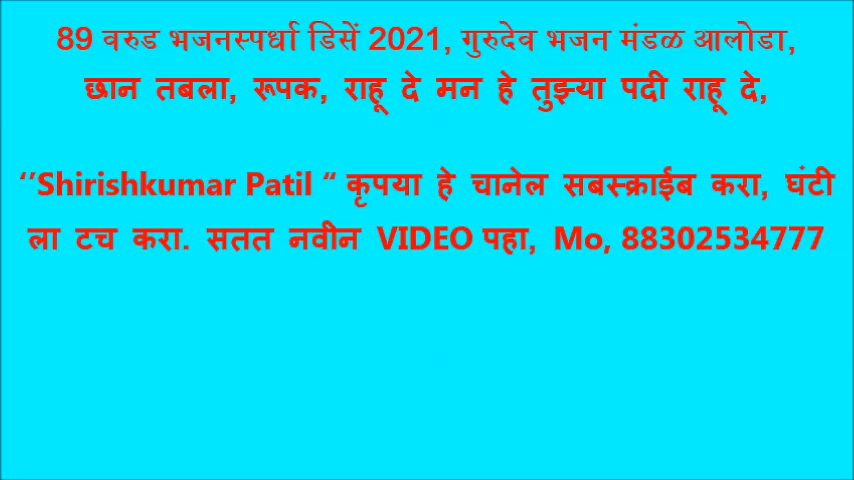 89 वरुड भजनस्पर्धा डिसें 2021, गुरुदेव भजन मंडळ आलोडा,
छान तबला, रूपक, राहू दे मन हे तुझ्या पदी राहू दे,
‘’Shirishkumar Patil “ कृपया हे चानेल सबस्क्राईब करा, घंटी
ला टच करा. सतत नवीन VIDEO पहा, Mo, 88302534777